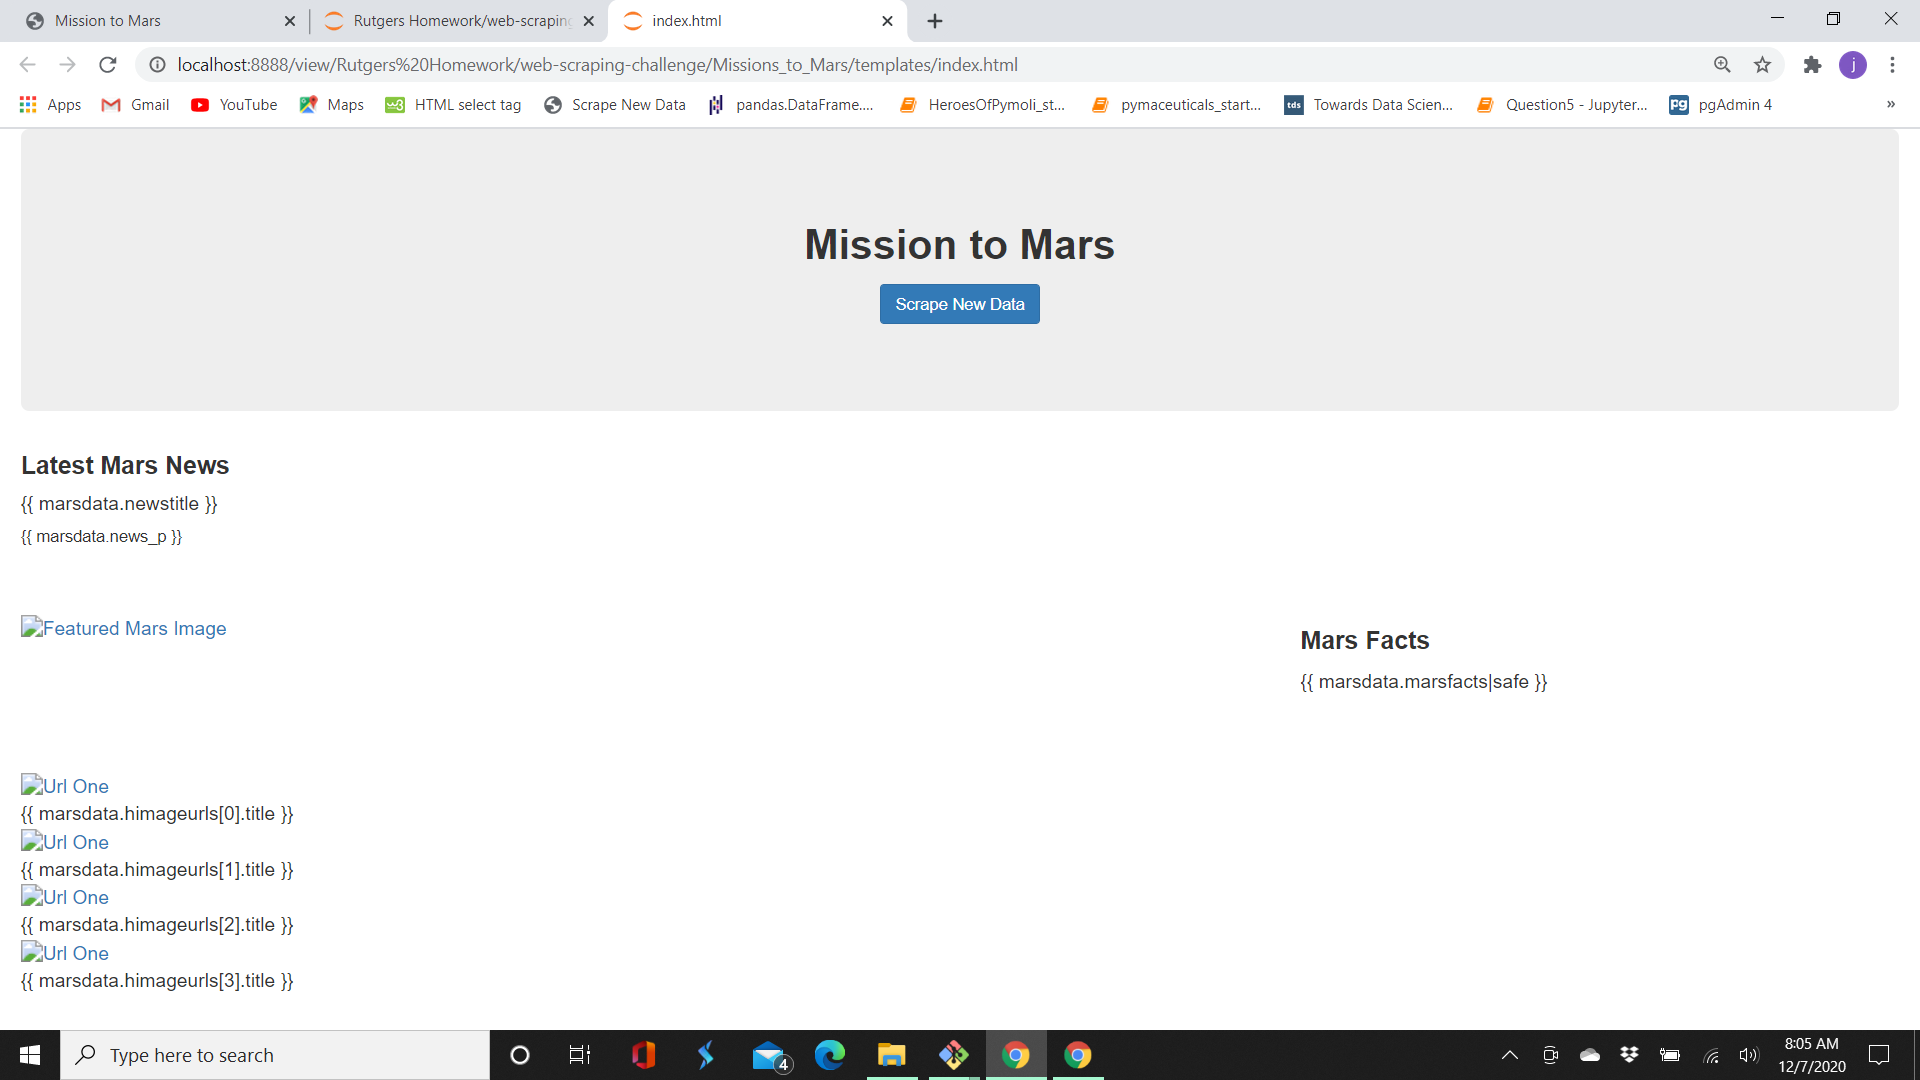 Mission to Mars
Rutgers Homework/web-scraping
index.html
localhost:8888/view/Rutgers%20Homework/web-scraping-challenge/Missions_to_Mars/templates/index.html
j
Apps Gmail YouTube Maps HTML select tag Scrape New Data pandas.DataFrame.... HeroesOfPymoli_st... pymaceuticals_start... tds Towards Data Scien... Question5 - Jupyter... pg pgAdmin 4 »
Mission to Mars
Scrape New Data
Latest Mars News
{{ marsdata.newstitle }}
{{ marsdata.news_p }}
Featured Mars Image
Mars Facts
{{ marsdata.marsfacts|safe }}
Url One
{{ marsdata.himageurls[0].title }}
Url One
{{ marsdata.himageurls[1].title }}
Url One
{{ marsdata.himageurls[2].title }}
Url One
{{ marsdata.himageurls[3].title }}
Type here to search
4
8:05 AM
12/7/2020